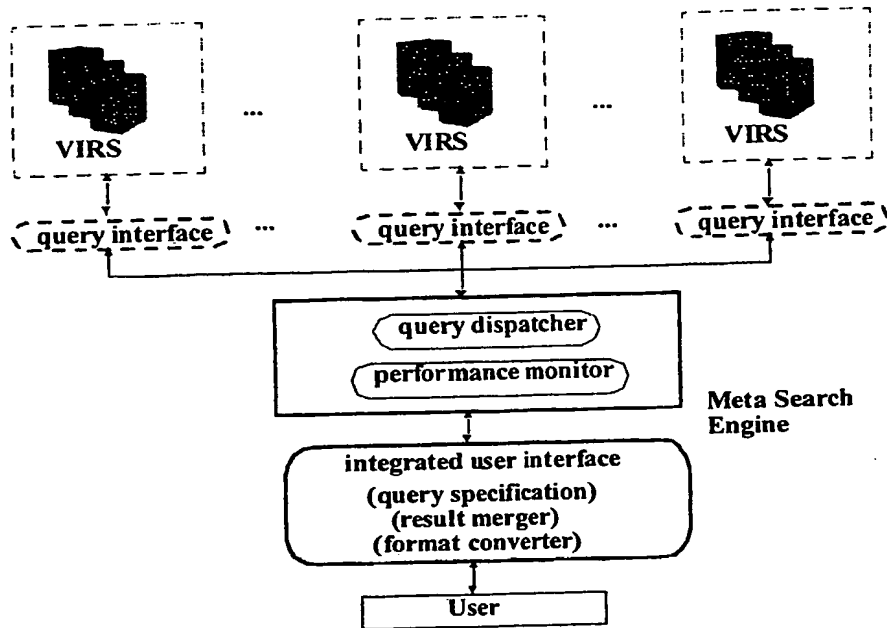 VIRS
...
VIRS
...
VIRS
query interface
...
query interface
...
query interface
query dispatcher
performance monitor
Meta Search
Engine
integrated user interface
(query specification)
(result merger)
(format converter)
User